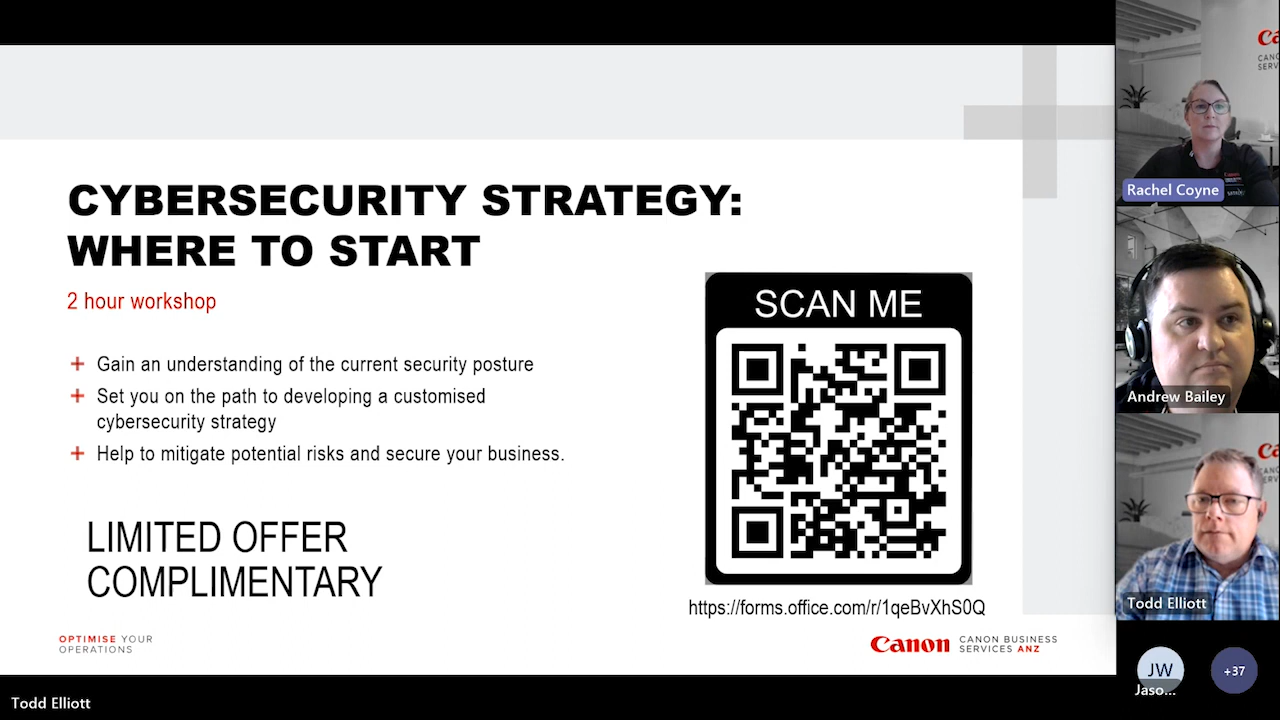 CYBERSECURITY STRATEGY:
WHERE TO START
2 hour workshop
Gain an understanding of the current security posture
Set you on the path to developing a customised
cybersecurity strategy
Help to mitigate potential risks and secure your business.
LIMITED OFFER
COMPLIMENTARY
SCAN ME
https://forms.office.com/r/1qeBvXhS0Q
OPTIMISE YOUR
OPERATIONS
Canon
CANON BUSINESS
SERVICES ANZ
Rachel Coyne
Andrew Bailey
Todd Elliott
JW
Jaso...
+37
Todd Elliott